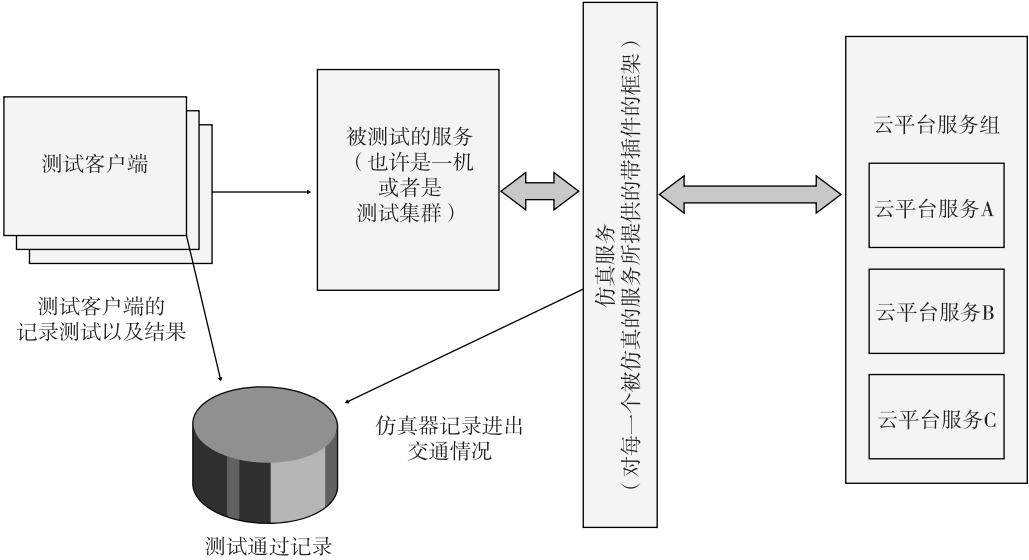 测试客户端
被测试的服务
（也许是一机
或者是
测试集群）
仿真服务
（对每一个被仿真的服务所提供的带插件的框架）
云平台服务组
云平台服务A
云平台服务B
云平台服务C
测试客户端的
记录测试以及结果
仿真器记录进出
交通情况
测试通过记录